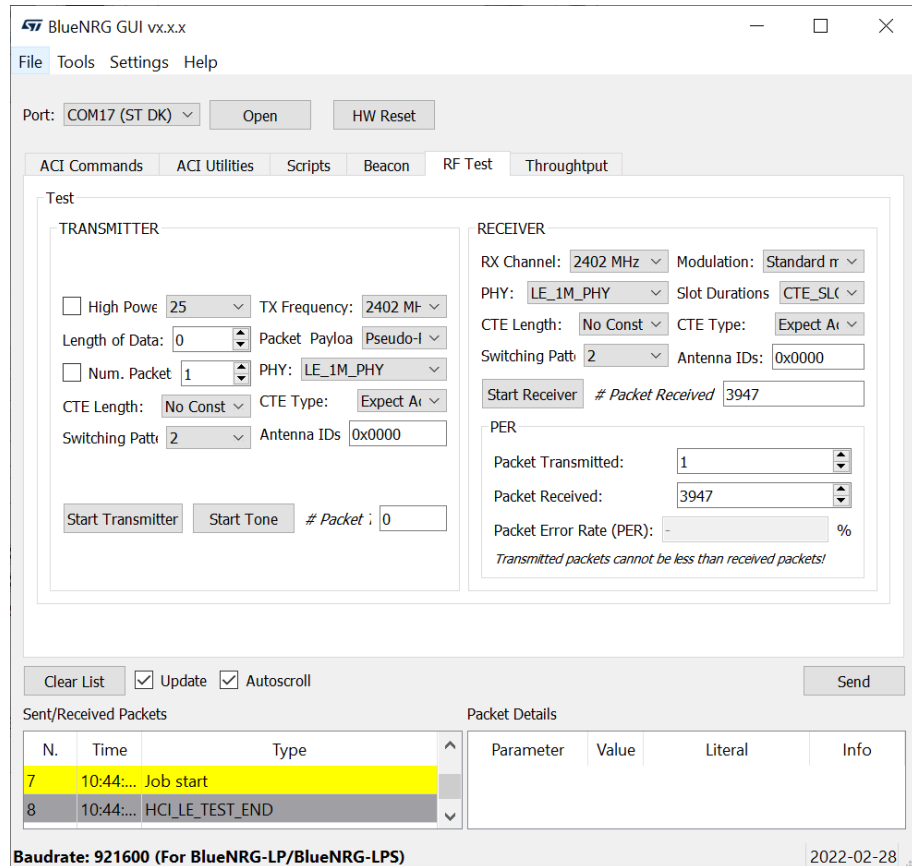 BlueNRG GUI vx.x.x
File Tools Settings Help
Port: COM17 (ST DK) Open HW Reset
ACI Commands ACI Utilities Scripts Beacon RF Test Throughtput
Test
TRANSMITTER
High Powe 25 TX Frequency: 2402 MH
Length of Data: 0 Packet Payloa Pseudo-
Num. Packet 1 PHY: LE_1M_PHY
CTE Length: No Const CTE Type: Expect A
Switching Patte 2 Antenna IDs 0x0000
Start Transmitter Start Tone # Packet 0
RECEIVER
RX Channel: 2402 MHz Modulation: Standard m
PHY: LE_1M_PHY Slot Durations CTE_SL
CTE Length: No Const CTE Type: Expect A
Switching Patt 2 Antenna IDs: 0x0000
Start Receiver # Packet Received 3947
PER
Packet Transmitted: 1
Packet Received: 3947
Packet Error Rate (PER): - %
Transmitted packets cannot be less than received packets!
Clear List Update Autoscroll Send
Sent/Received Packets
N. Time Type
7 10:44:... Job start
8 10:44:... HCI_LE_TEST_END
Packet Details
Parameter Value Literal Info
Baudrate: 921600 (For BlueNRG-LP/BlueNRG-LPS) 2022-02-28